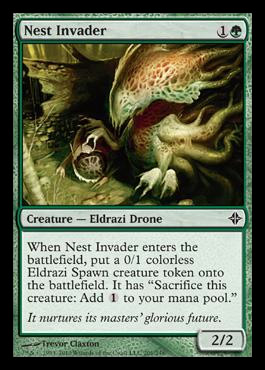 Nest Invader 1
Creature — Eldrazi Drone
When Nest Invader enters the
battlefield, put a 0/1 colorless
Eldrazi Spawn creature token onto
the battlefield. It has “Sacrifice this
creature: Add 1 to your mana pool.”
It nurtures its masters’ glorious future.
Trevor Claxton
2/2